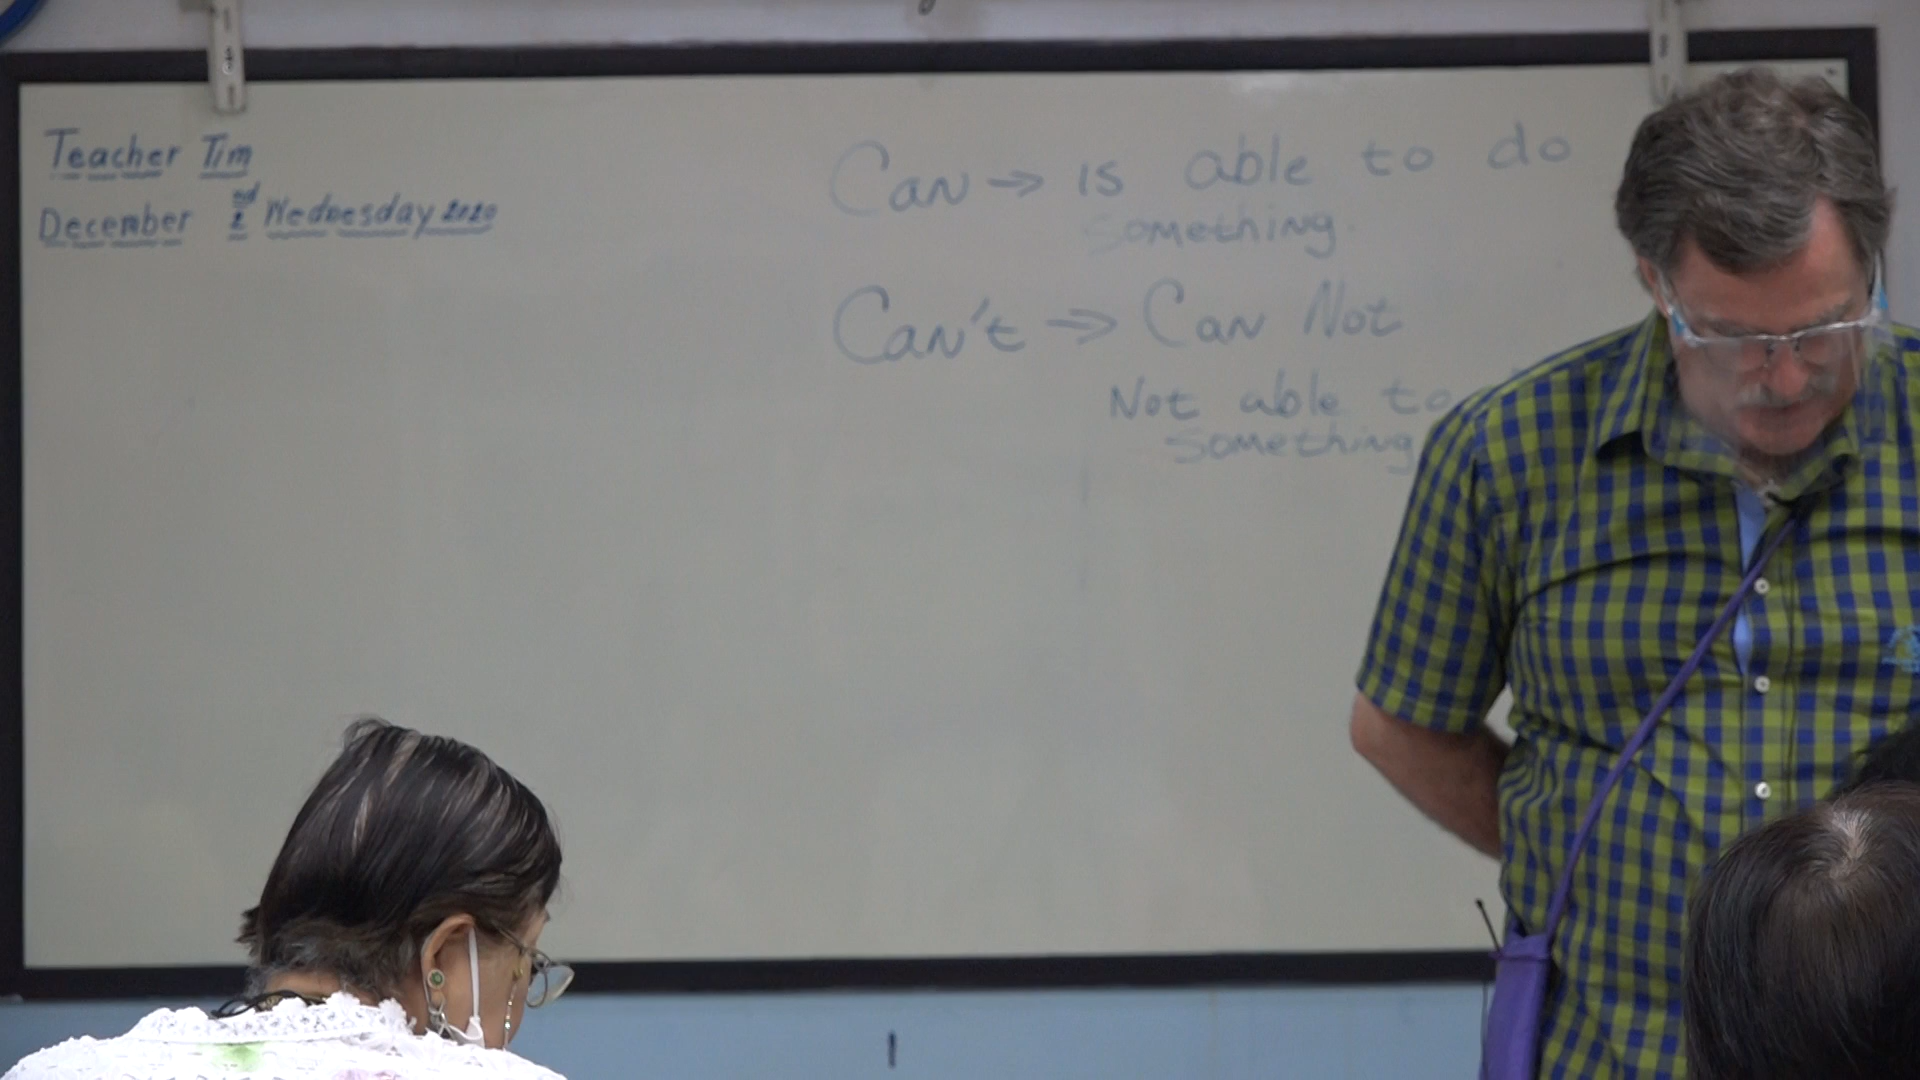 Teacher Tim
December 2nd Wednesday 2020
Can → is able to do
something
Can't → Can Not
Not able to
something